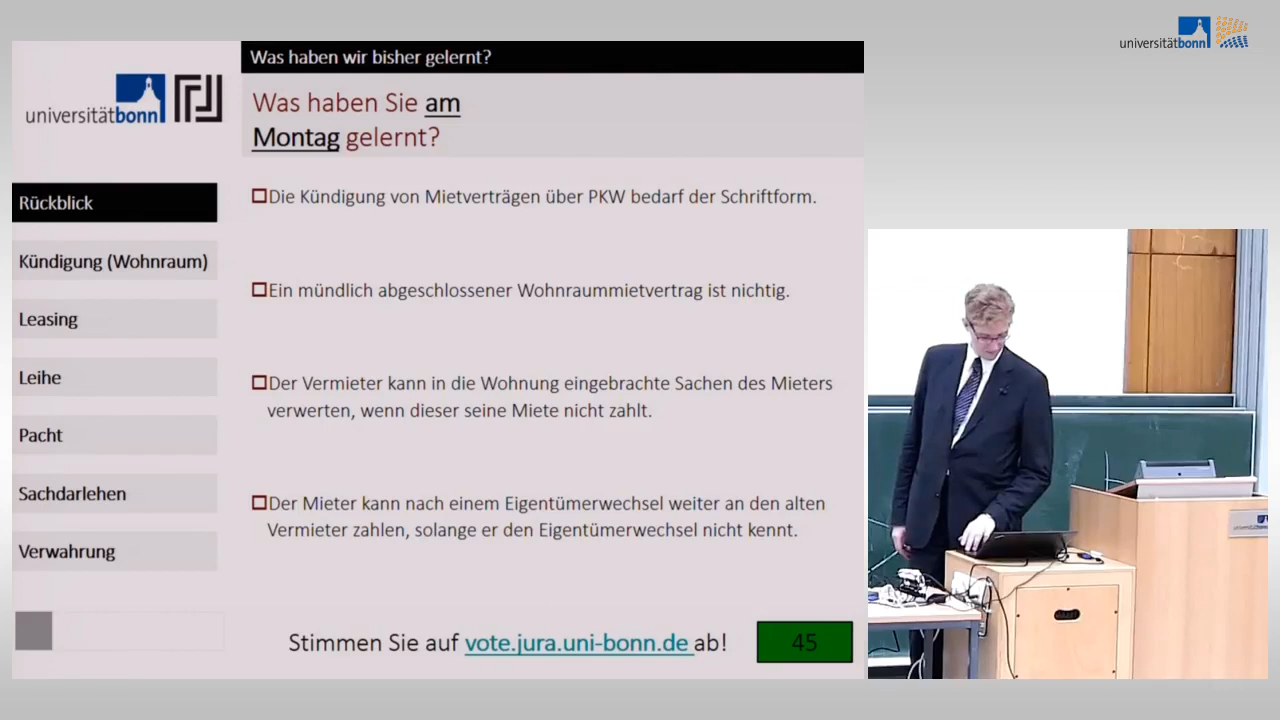 universitätbonn
Was haben wir bisher gelernt?
universitätbonn
Was haben Sie am
Montag gelernt?
Rückblick
Kündigung (Wohnraum)
Leasing
Leihe
Pacht
Sachdarlehen
Verwahrung
Die Kündigung von Mietverträgen über PKW bedarf der Schriftform.
Ein mündlich abgeschlossener Wohnraummietvertrag ist nichtig.
Der Vermieter kann in die Wohnung eingebrachte Sachen des Mieters
verwerten, wenn dieser seine Miete nicht zahlt.
Der Mieter kann nach einem Eigentümerwechsel weiter an den alten
Vermieter zahlen, solange er den Eigentümerwechsel nicht kennt.
Stimmen Sie auf vote.jura.uni-bonn.de ab!
45